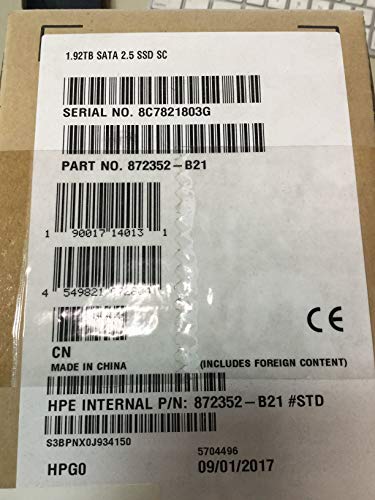 1.92TB SATA 2.5 SSD SC
SERIAL NO. 8C7821803G
PART NO. 872352-B21
1 90017 14013 1
4 549821
CN
MADE IN CHINA (INCLUDES FOREIGN CONTENT)
CE
HPE INTERNAL P/N: 872352-B21 #STD
S3BPNX0J934150 5704496
HPG0 09/01/2017